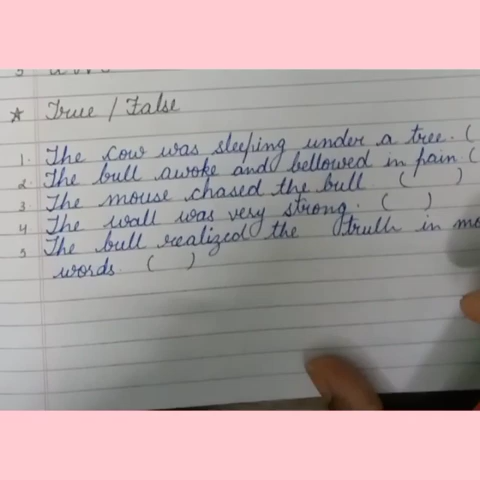 * True / False
1. The cow was sleeping under a tree. (
2. The bull awoke and bellowed in pain (
3. The mouse chased the bull. ( )
4 The wall was very strong. ( )
5 The bull realized the truth in mo
words. ( )